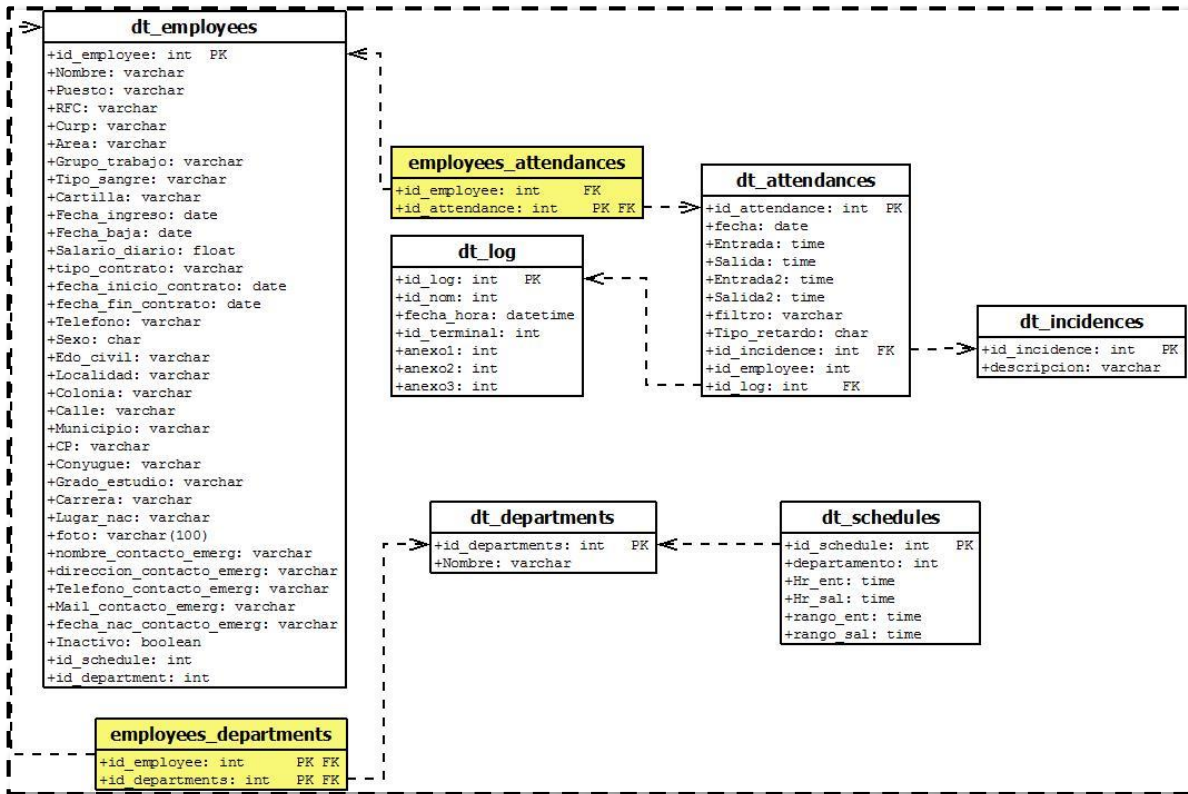 dt_employees
+id_employee: int PK
+Nombre: varchar
+Puesto: varchar
+RFC: varchar
+Curp: varchar
+Area: varchar
+Grupo_trabajo: varchar
+Tipo_sangre: varchar
+Cartilla: varchar
+Fecha_ingreso: date
+Fecha_baja: date
+Salario_diario: float
+tipo_contrato: varchar
+fecha_inicio_contrato: date
+fecha_fin_contrato: date
+Telefono: varchar
+Sexo: char
+Edo_civil: varchar
+Localidad: varchar
+Colonia: varchar
+Calle: varchar
+Municipio: varchar
+CP: varchar
+Conyugue: varchar
+Grado_estudio: varchar
+Carrera: varchar
+Lugar_nac: varchar
+foto: varchar(100)
+nombre_contacto_emerg: varchar
+direccion_contacto_emerg: varchar
+Telefono_contacto_emerg: varchar
+Mail_contacto_emerg: varchar
+fecha_nac_contacto_emerg: varchar
+Inactivo: boolean
+id_schedule: int
+id_department: int
employees_attendances
+id_employee: int FK
+id_attendance: int PK FK
dt_log
+id_log: int PK
+id_nom: int
+fecha_hora: datetime
+id_terminal: int
+anexo1: int
+anexo2: int
+anexo3: int
dt_attendances
+id_attendance: int PK
+fecha: date
+Entrada: time
+Salida: time
+Entrada2: time
+Salida2: time
+filtro: varchar
+Tipo_retardo: char
+id_incidence: int FK
+id_employee: int
+id_log: int FK
dt_incidences
+id_incidence: int PK
+descripcion: varchar
dt_departments
+id_departments: int PK
+Nombre: varchar
dt_schedules
+id_schedule: int PK
+departamento: int
+Hr_ent: time
+Hr_sal: time
+rango_ent: time
+rango_sal: time
employees_departments
+id_employee: int PK FK
+id_departments: int PK FK